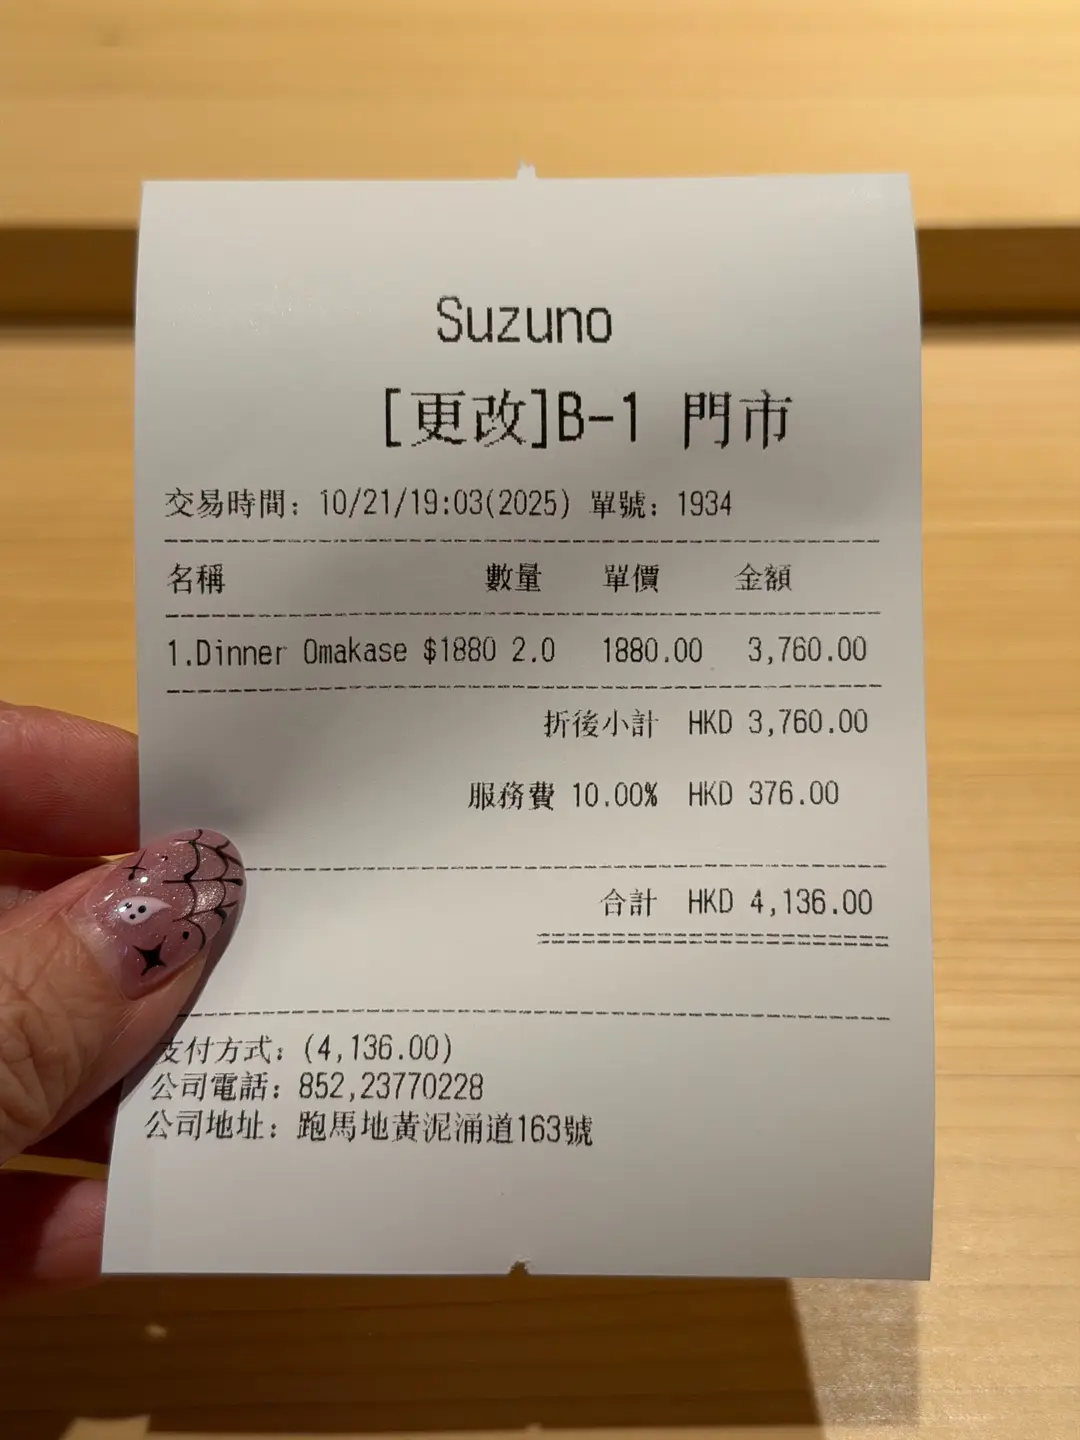 Suzuno
[更改]B-1 門市
交易時間: 10/21/19:03(2025) 單號: 1934
名稱 數量 單價 金額
1.Dinner Omakase $1880 2.0 1880.00 3,760.00
折後小計 HKD 3,760.00
服務費 10.00% HKD 376.00
合計 HKD 4,136.00
支付方式: (4,136.00)
公司電話: 852,23770228
公司地址: 跑馬地黃泥涌道163號